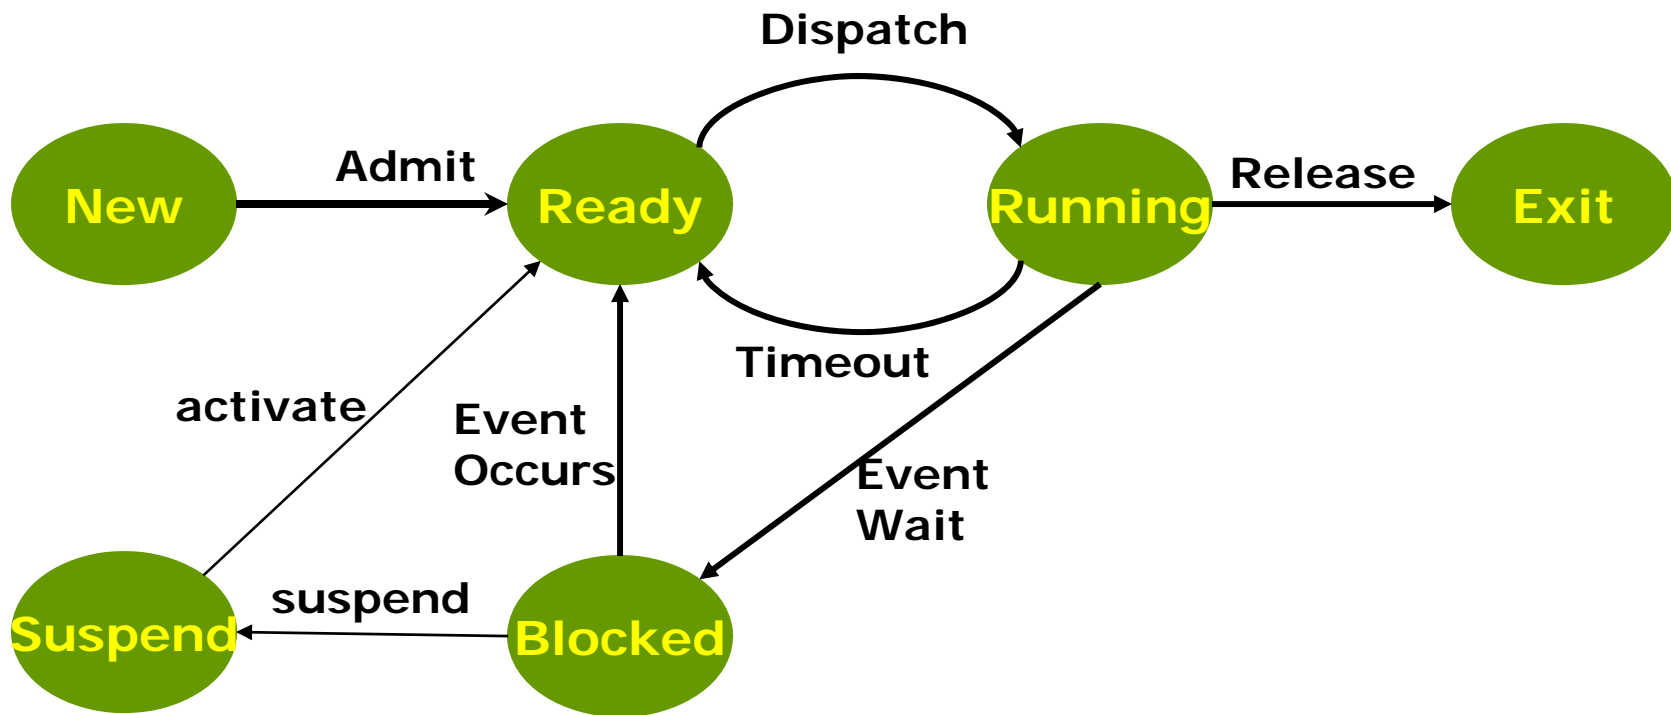 Dispatch
Admit
Release
New
Ready
Running
Exit
Timeout
activate
Event
Occurs
Event
Wait
suspend
Suspend
Blocked